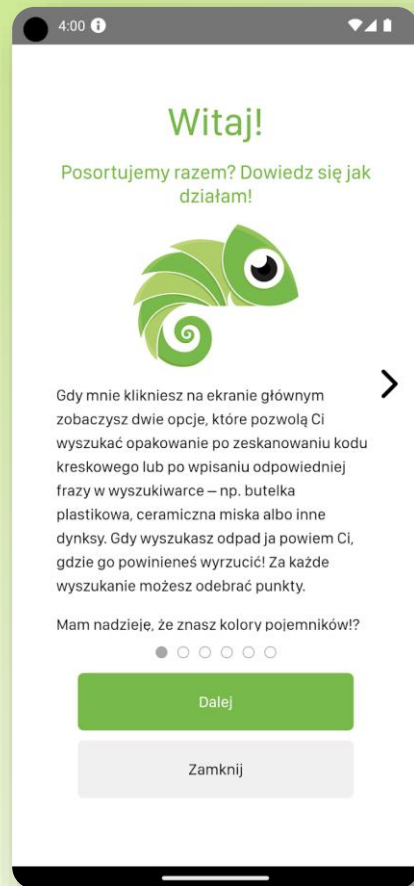 4:00
Witaj!
Posortujemy razem? Dowiedz się jak
działam!
Gdy mnie klikniesz na ekranie głównym
zobaczysz dwie opcje, które pozwolą Ci
wyszukać opakowanie po zeskanowaniu kodu
kreskowego lub po wpisaniu odpowiedniej
frazy w wyszukiwarce – np. butelka
plastikowa, ceramiczna miska albo inne
dynksy. Gdy wyszukasz odpad ja powiem Ci,
gdzie go powinieneś wyrzucić! Za każde
wyszukanie możesz odebrać punkty.
Mam nadzieję, że znasz kolory pojemników!?
Dalej
Zamknij